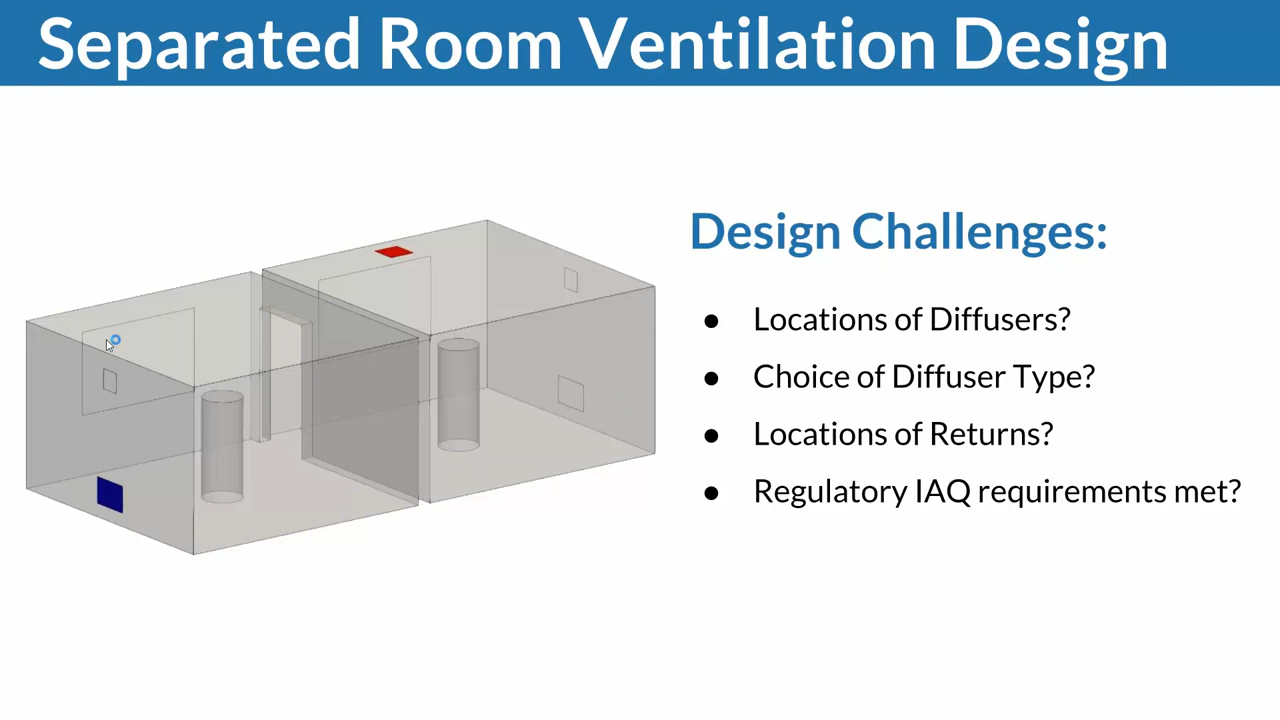 Separated Room Ventilation Design
Design Challenges:
● Locations of Diffusers?
● Choice of Diffuser Type?
● Locations of Returns?
● Regulatory IAQ requirements met?